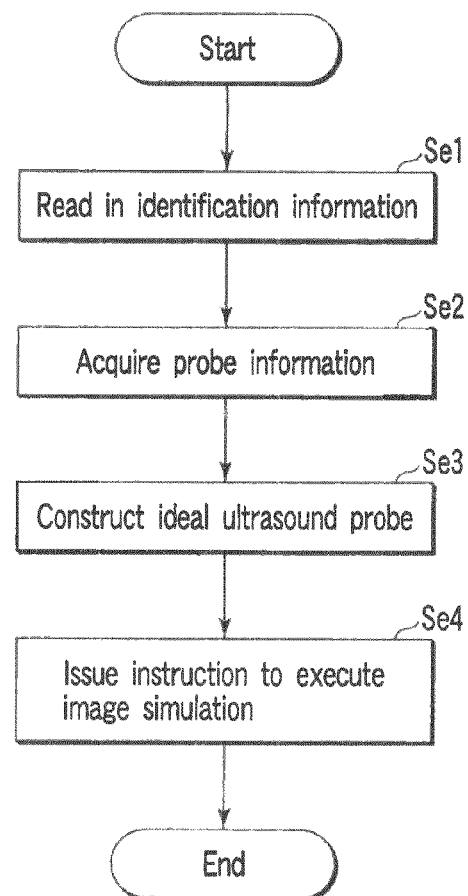 Start
Se1
Read in identification information
Se2
Acquire probe information
Se3
Construct ideal ultrasound probe
Se4
Issue instruction to execute
image simulation
End